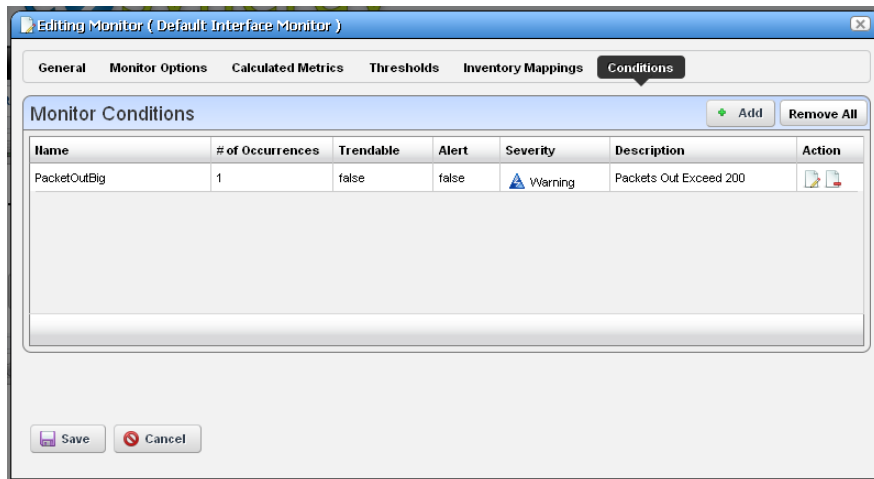 Editing Monitor ( Default Interface Monitor )
General Monitor Options Calculated Metrics Thresholds Inventory Mappings Conditions
Monitor Conditions Add Remove All
Name # of Occurrences Trendable Alert Severity Description Action
PacketOutBig 1 false false Warning Packets Out Exceed 200
Save Cancel